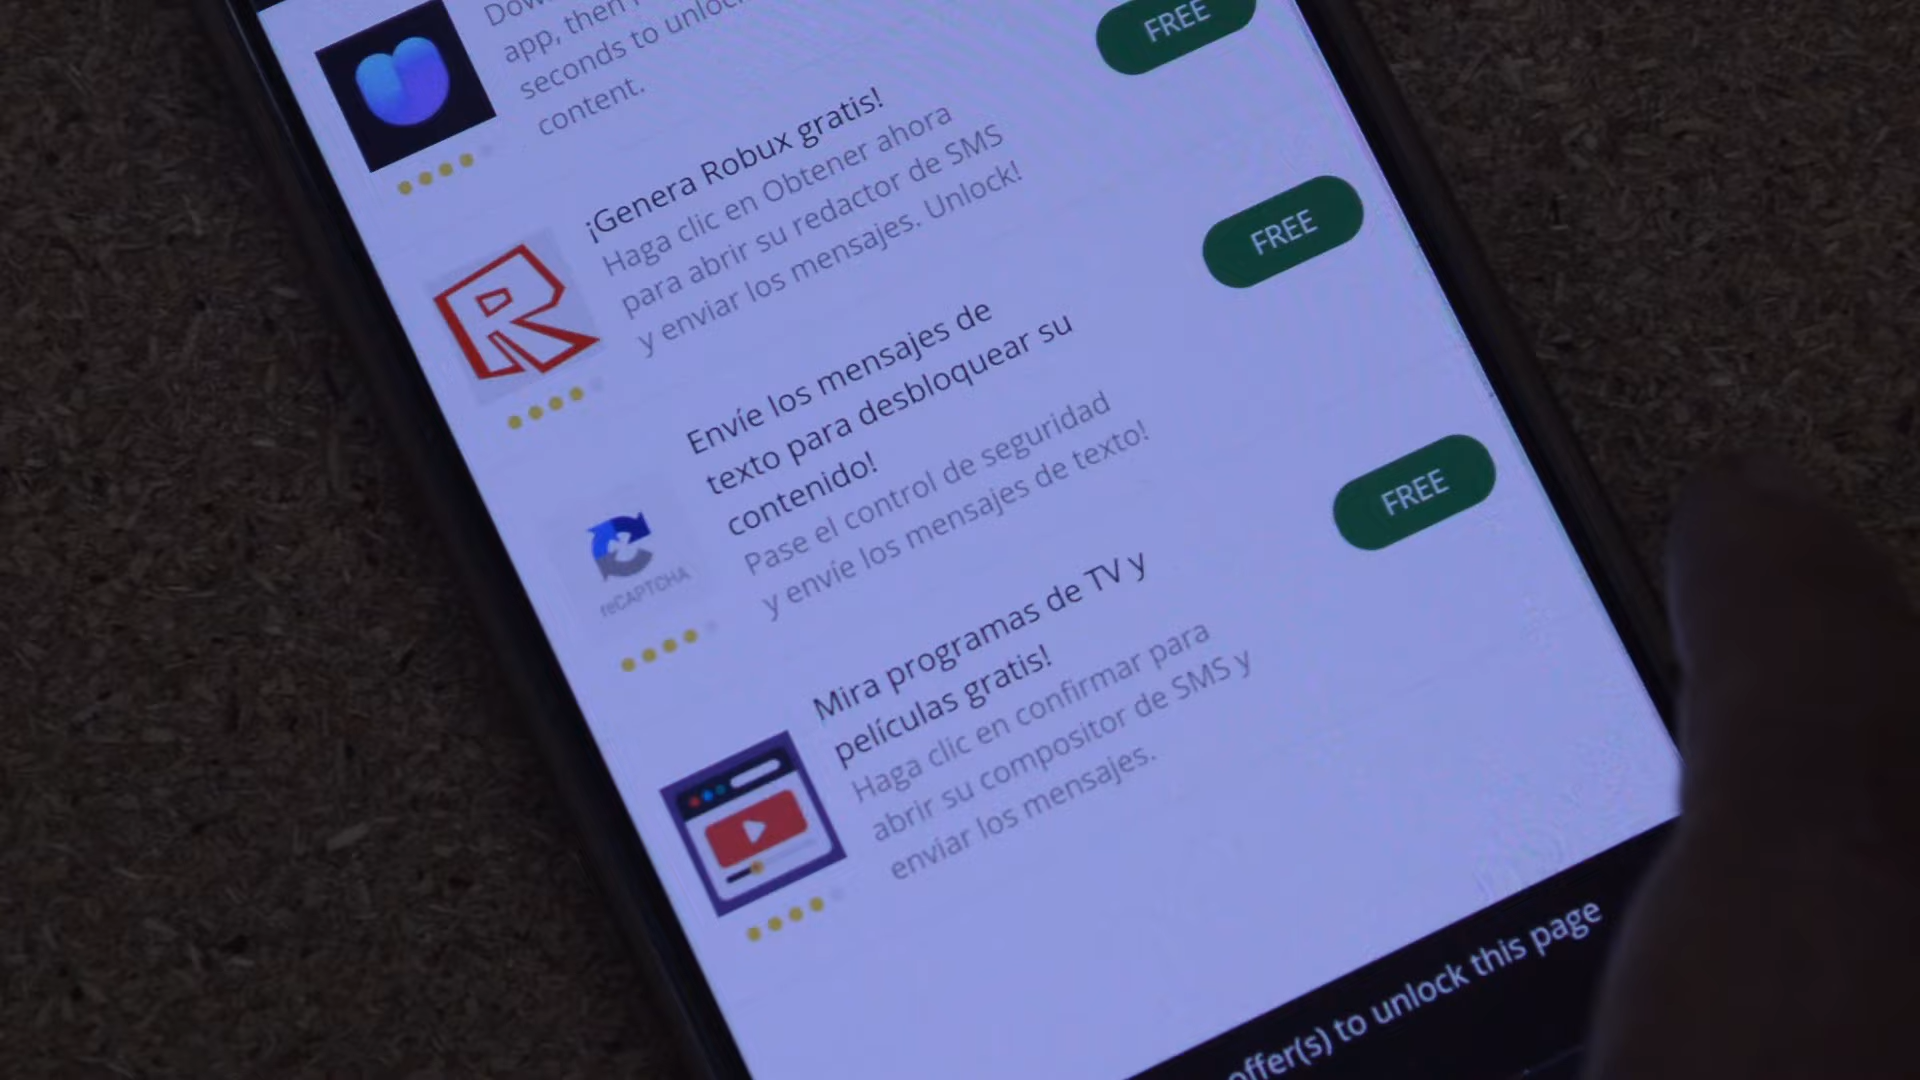 app, then
seconds to unlock
content.
FREE
¡Genera Robux gratis!
Haga clic en Obtener ahora
para abrir su redactor de SMS
y enviar los mensajes. Unlock!
FREE
Envíe los mensajes de
texto para desbloquear su
contenido!
Pase el control de seguridad
y envíe los mensajes de texto!
FREE
reCAPTCHA
Mira programas de TV y
películas gratis!
Haga clic en confirmar para
abrir su compositor de SMS y
enviar los mensajes.
offer(s) to unlock this page